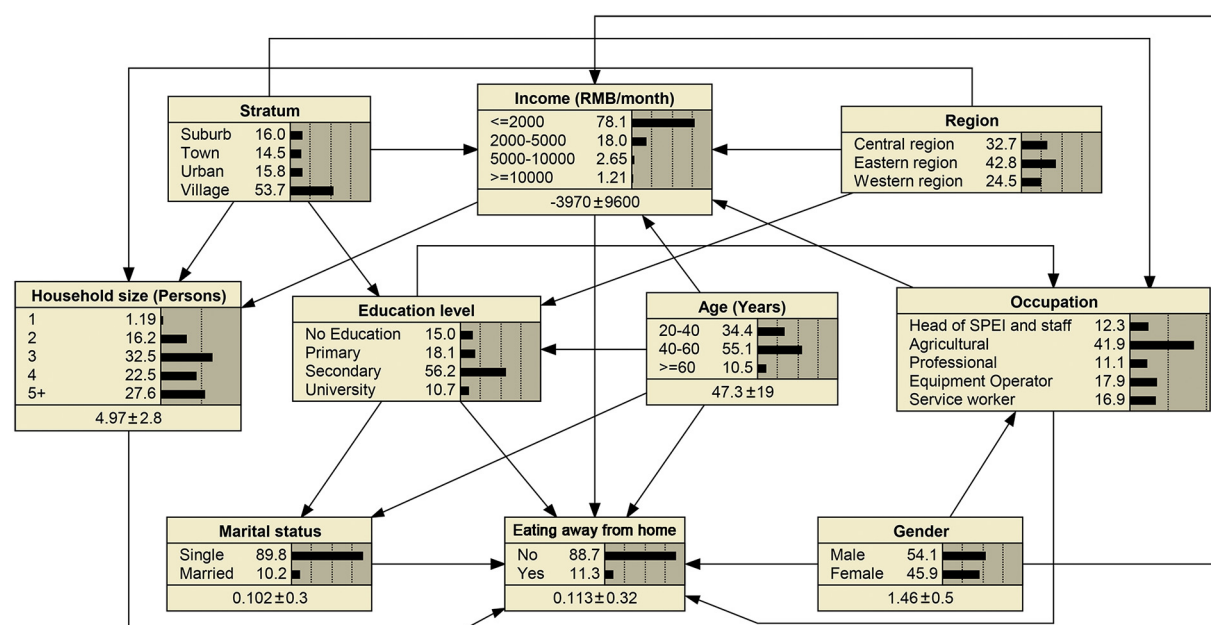 Stratum
Suburb 16.0
Town 14.5
Urban 15.8
Village 53.7
Income (RMB/month)
<=2000 78.1
2000-5000 18.0
5000-10000 2.65
>=10000 1.21
-3970±9600
Region
Central region 32.7
Eastern region 42.8
Western region 24.5
Household size (Persons)
1 1.19
2 16.2
3 32.5
4 22.5
5+ 27.6
4.97±2.8
Education level
No Education 15.0
Primary 18.1
Secondary 56.2
University 10.7
Age (Years)
20-40 34.4
40-60 55.1
>=60 10.5
47.3±19
Occupation
Head of SPEI and staff 12.3
Agricultural 41.9
Professional 11.1
Equipment Operator 17.9
Service worker 16.9
Marital status
Single 89.8
Married 10.2
0.102±0.3
Eating away from home
No 88.7
Yes 11.3
0.113±0.32
Gender
Male 54.1
Female 45.9
1.46±0.5